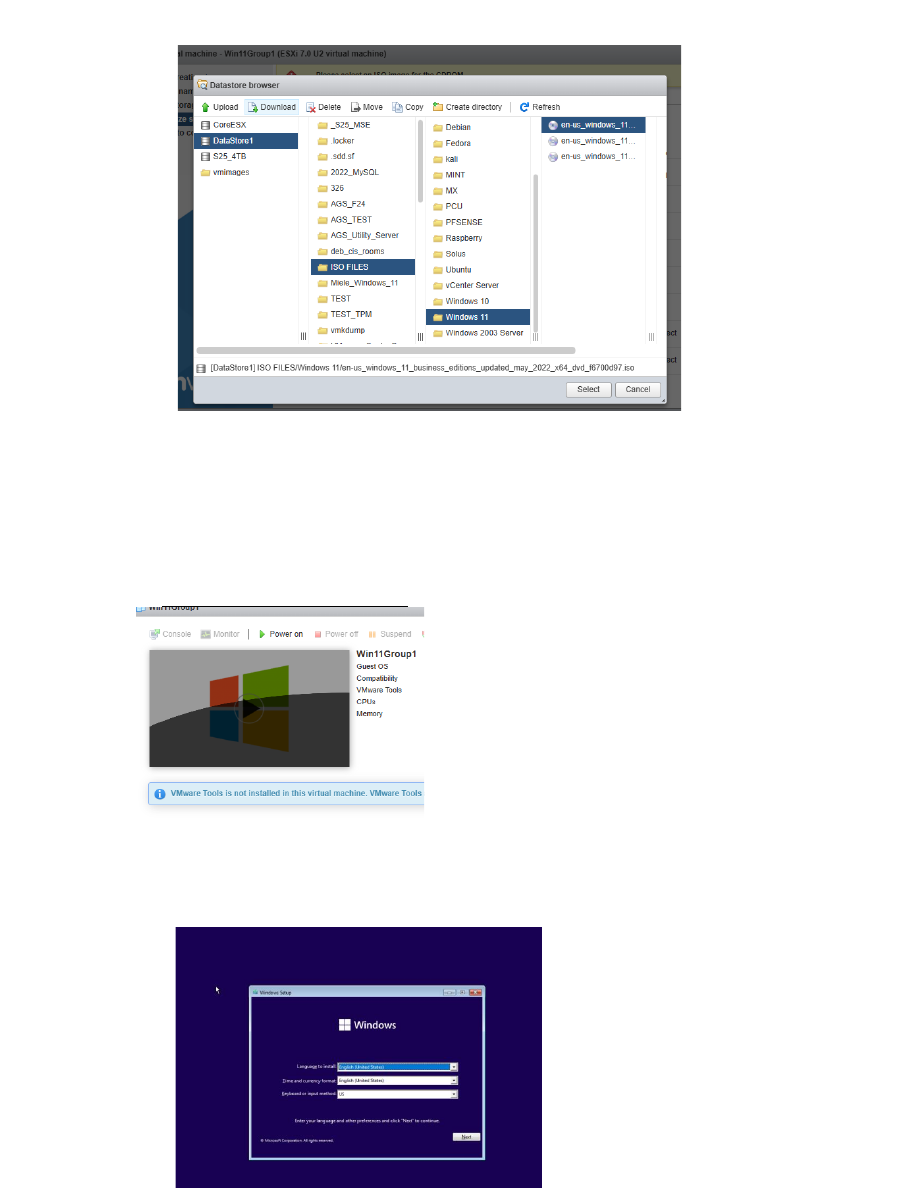 al machine - Win11Group1 (ESXi 7.0 U2 virtual machine)
Datastore browser
Upload Download Delete Move Copy Create directory Refresh
CoreESX
DataStore1
S25_4TB
vmimages
_S25_MSE
.locker
.sdd.sf
2022_MySQL
326
AGS_F24
AGS_TEST
AGS_Utility_Server
deb_cis_rooms
ISO FILES
Miele_Windows_11
TEST
TEST_TPM
vmkdump
Debian
Fedora
kali
MINT
MX
PCU
PFSENSE
Raspberry
Solus
Ubuntu
vCenter Server
Windows 10
Windows 11
Windows 2003 Server
en-us_windows_11...
en-us_windows_11...
en-us_windows_11...
[DataStore1] ISO FILES/Windows 11/en-us_windows_11_business_editions_updated_may_2022_x64_dvd_f6700d97.iso
Select Cancel
Win11Group1
Console Monitor Power on Power off Suspend
Win11Group1
Guest OS
Compatibility
VMware Tools
CPUs
Memory
VMware Tools is not installed in this virtual machine. VMware Tools
Windows Setup
Windows
Language to install: English (United States)
Time and currency format: English (United States)
Keyboard or input method: US
Enter your language and other preferences and click "Next" to continue.
© Microsoft Corporation. All rights reserved.
Next